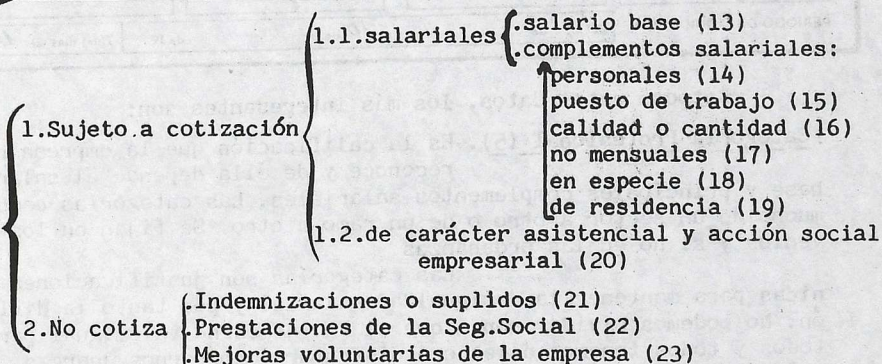 1.1.salariales .salario base (13)
.complementos salariales:
personales (14)
puesto de trabajo (15)
1.Sujeto a cotización calidad o cantidad (16)
no mensuales (17)
en especie (18)
de residecia (19)
1.2.de carácter asistencial y acción social
empresarial (20)
.Indemnizaciones o suplidos (21)
2.No cotiza .Prestaciones de la Seg.Social (22)
.Mejoras voluntarias de la empresa (23)